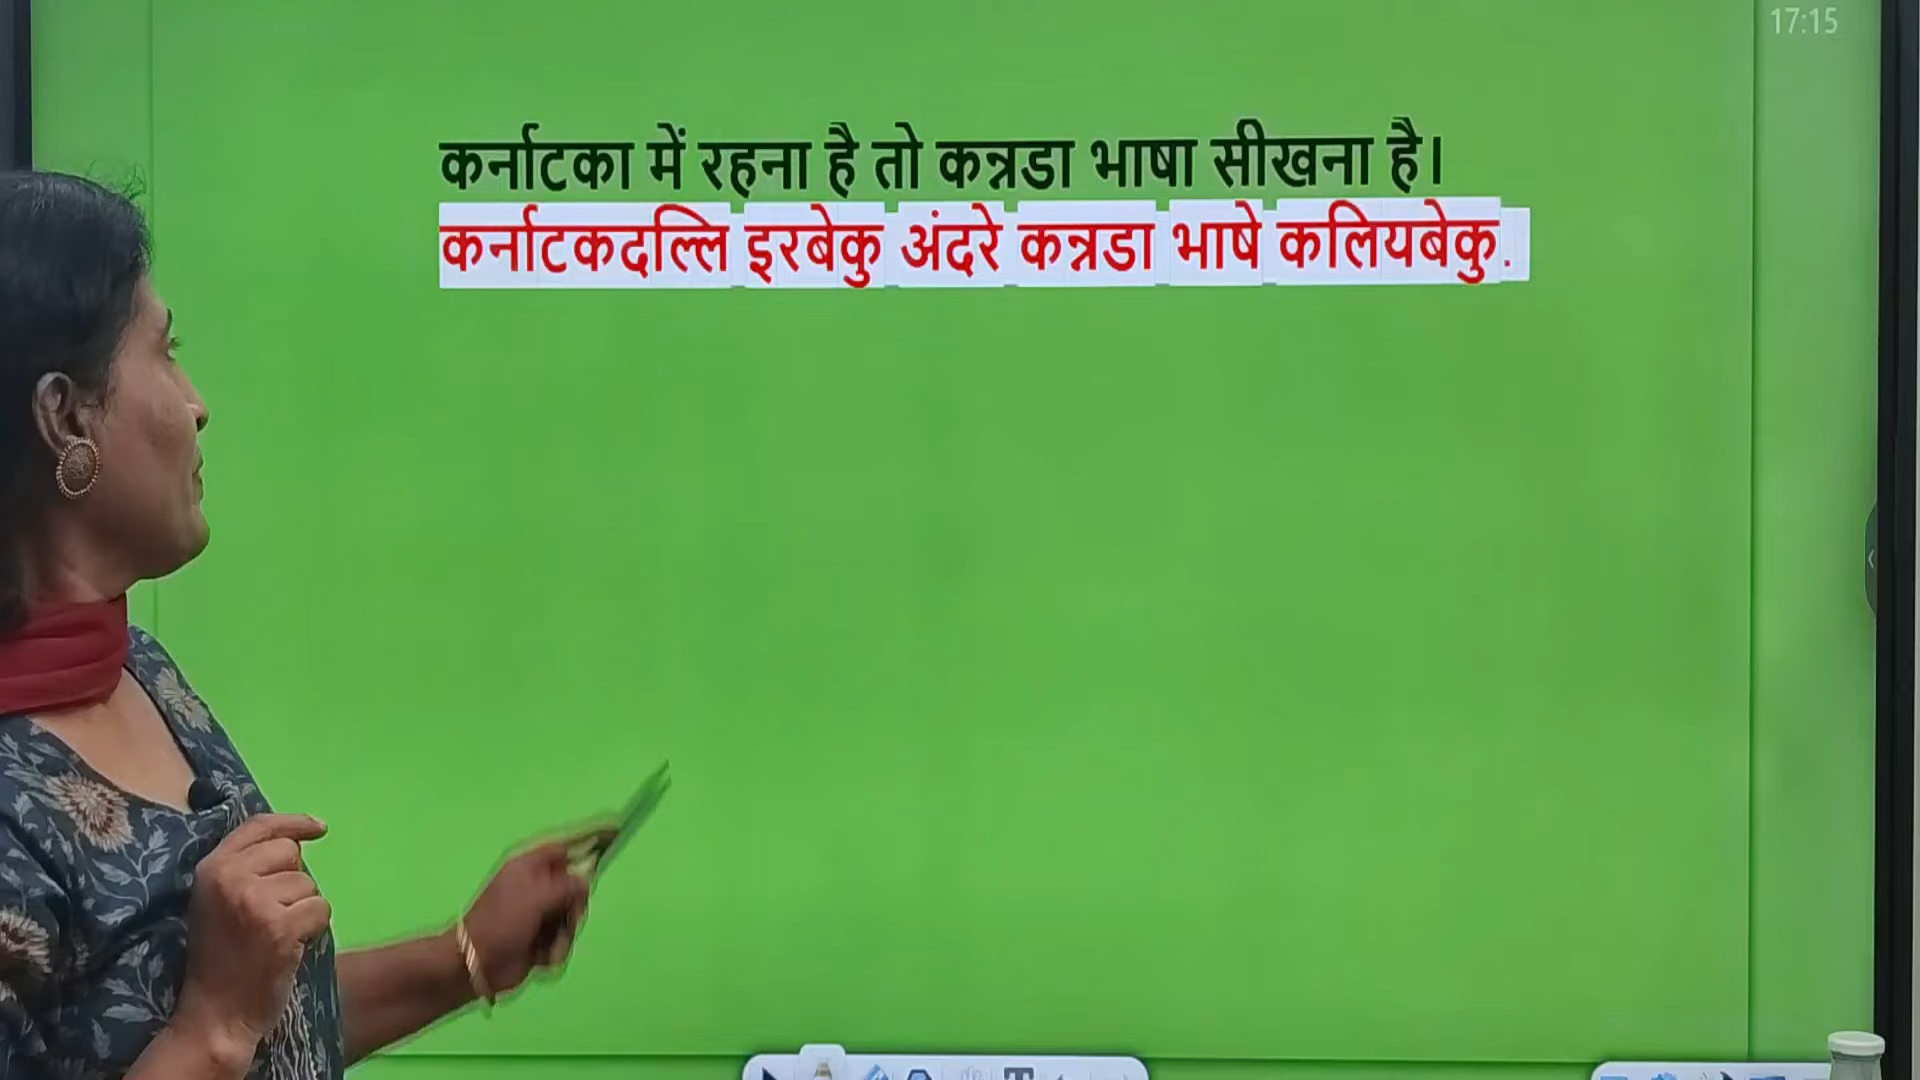 17:15
कर्नाटका में रहना है तो कन्नडा भाषा सीखना है।
कर्नाटकदल्लि इरबेकु अंदरे कन्नडा भाषे कलियबेकु.